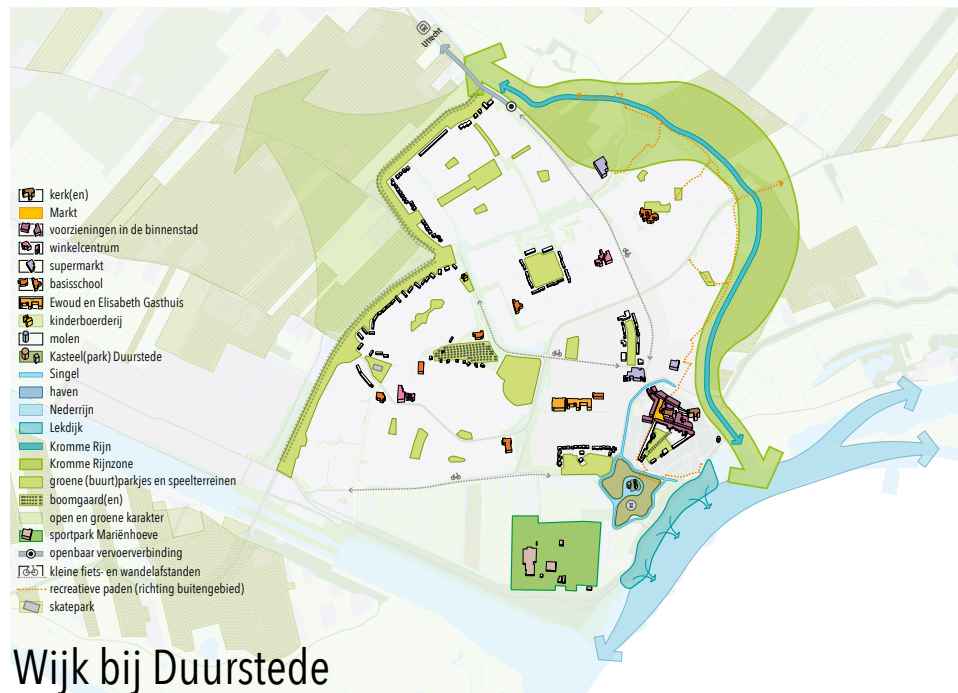 Utrecht
kerk(en)
Markt
voorzieningen in de binnenstad
winkelcentrum
supermarkt
basisschool
Ewoud en Elisabeth Gasthuis
kinderboerderij
molen
Kasteel(park) Duurstede
Singel
haven
Nederrijn
Lekdijk
Kromme Rijn
Kromme Rijnzone
groene (buurt)parkjes en speelterreinen
boomgaard(en)
open en groene karakter
sportpark Mariënhoeve
openbaar vervoerverbinding
kleine fiets- en wandelafstanden
recreatieve paden (richting buitengebied)
skatepark
Wijk bij Duurstede